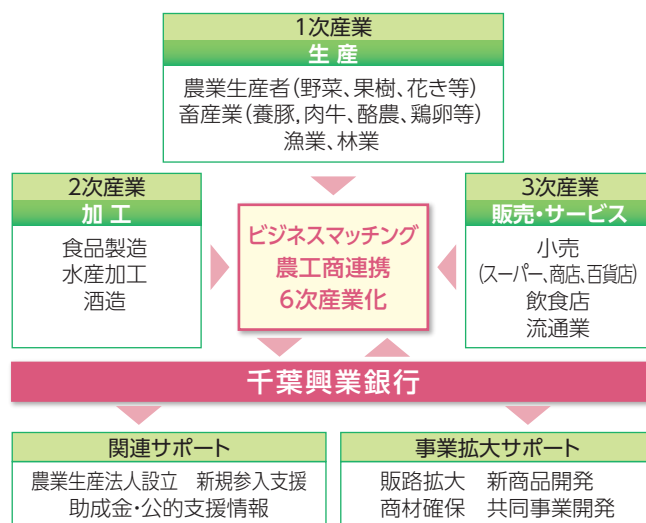 1次産業
生 産
農業生産者(野菜、果樹、花き等)
畜産業(養豚,肉牛、酪農、鶏卵等)
漁業、林業
2次産業
加 工
食品製造
水産加工
酒造
ビジネスマッチング
農工商連携
6次産業化
3次産業
販売・サービス
小売
(スーパー、商店、百貨店)
飲食店
流通業
千葉興業銀行
関連サポート
農業生産法人設立 新規参入支援
助成金・公的支援情報
事業拡大サポート
販路拡大 新商品開発
商材確保 共同事業開発